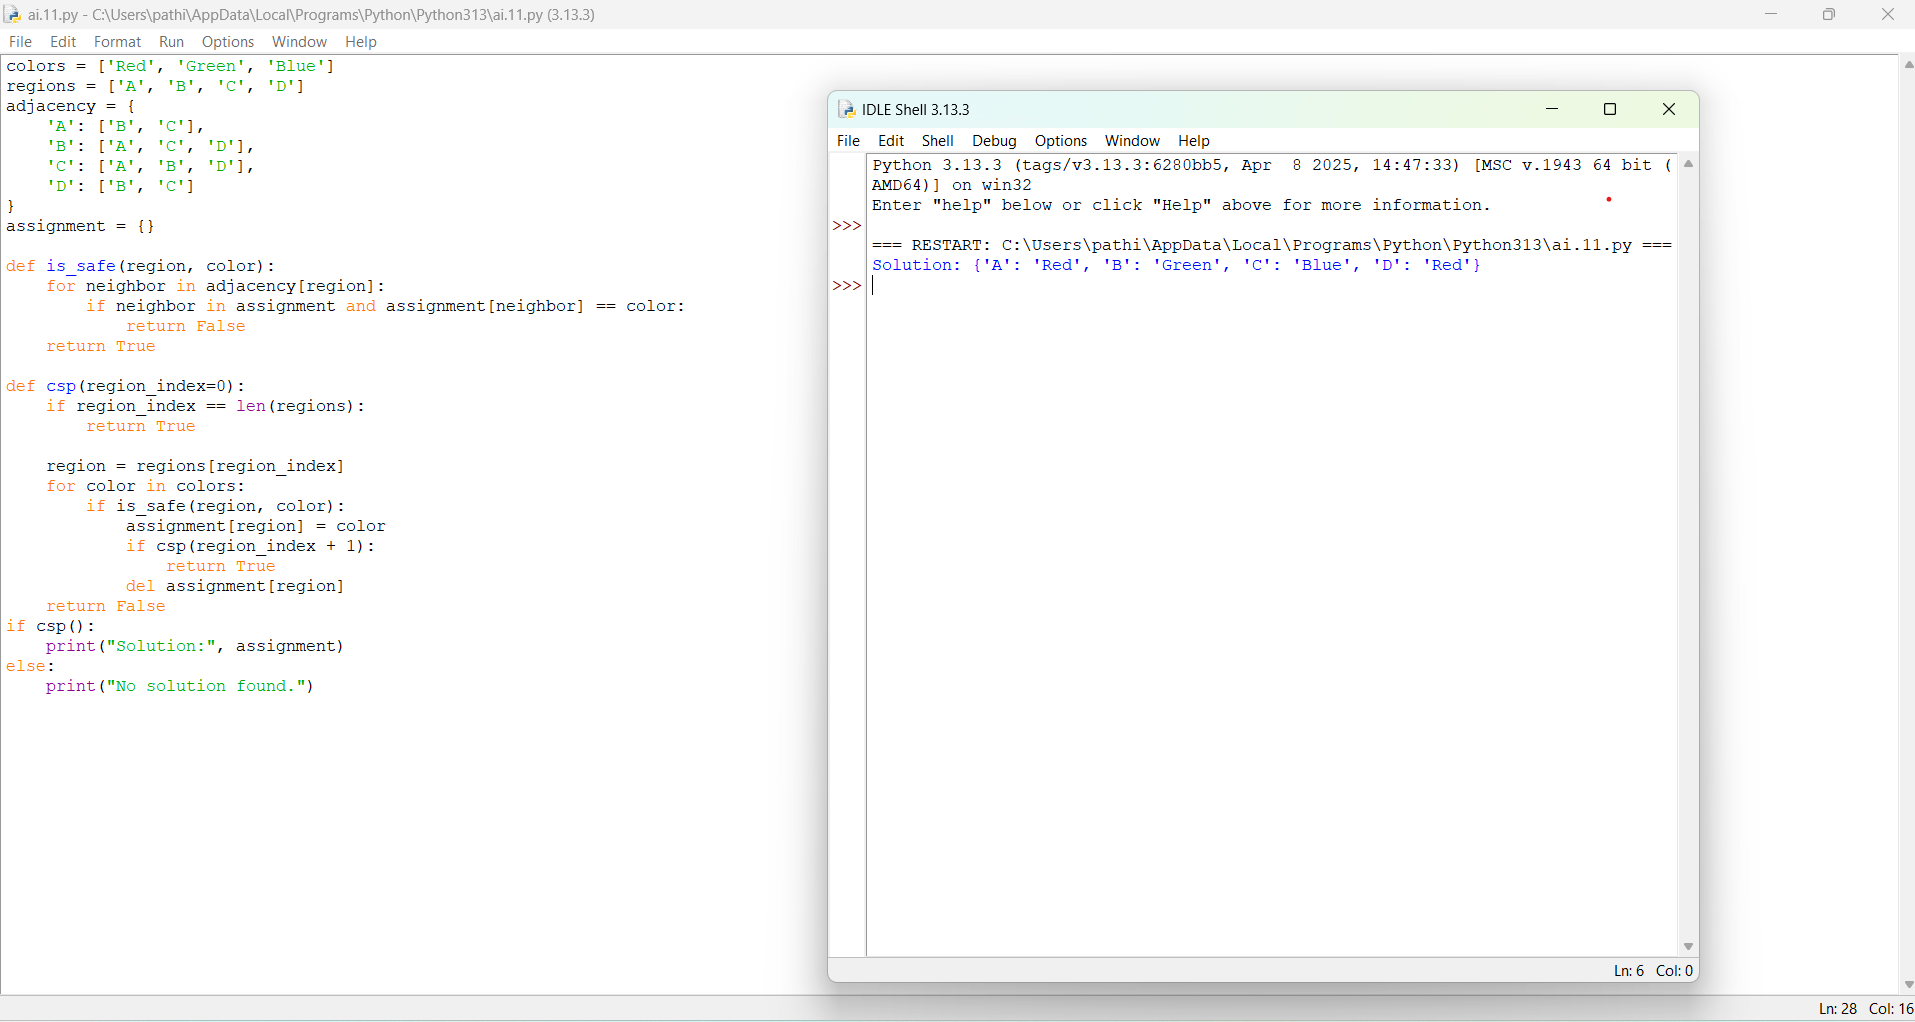 ai.11.py - C:\Users\pathi\AppData\Local\Programs\Python\Python313\ai.11.py (3.13.3)
File Edit Format Run Options Window Help
colors = ['Red', 'Green', 'Blue']
regions = ['A', 'B', 'C', 'D']
adjacency = {
    'A': ['B', 'C'],
    'B': ['A', 'C', 'D'],
    'C': ['A', 'B', 'D'],
    'D': ['B', 'C']
}
assignment = {}
def is_safe(region, color):
    for neighbor in adjacency[region]:
        if neighbor in assignment and assignment[neighbor] == color:
            return False
    return True
def csp(region_index=0):
    if region_index == len(regions):
        return True
    region = regions[region_index]
    for color in colors:
        if is_safe(region, color):
            assignment[region] = color
            if csp(region_index + 1):
                return True
            del assignment[region]
    return False
if csp():
    print("Solution:", assignment)
else:
    print("No solution found.")
IDLE Shell 3.13.3
File Edit Shell Debug Options Window Help
Python 3.13.3 (tags/v3.13.3:6280bb5, Apr  8 2025, 14:47:33) [MSC v.1943 64 bit (
AMD64)] on win32
Enter "help" below or click "Help" above for more information.
>>>
=== RESTART: C:\Users\pathi\AppData\Local\Programs\Python\Python313\ai.11.py ===
Solution: {'A': 'Red', 'B': 'Green', 'C': 'Blue', 'D': 'Red'}
>>>
Ln: 6 Col: 0
Ln: 28 Col: 16